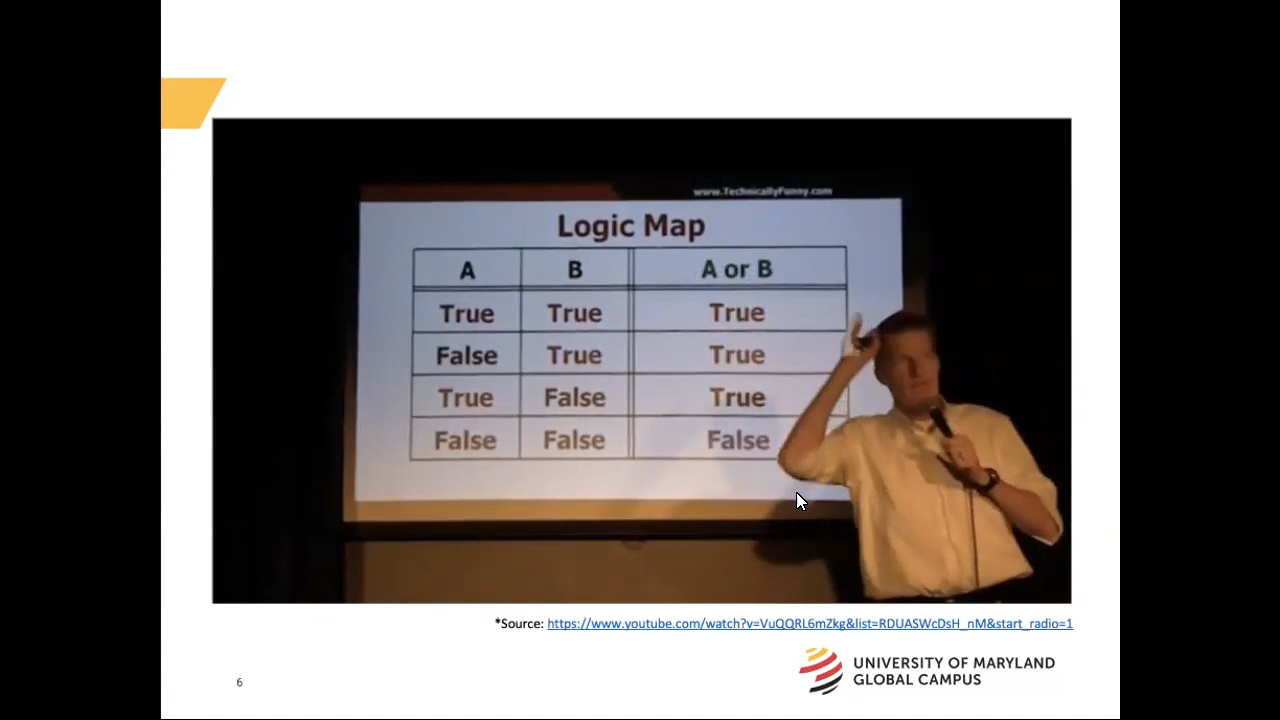 www.TechnicallyFunny.com
Logic Map
A B A or B
True True True
False True True
True False True
False False False
*Source: https://www.youtube.com/watch?v=VuQQRL6mZkg&list=RDUASWcDsH_nM&start_radio=1
6
UNIVERSITY OF MARYLAND
GLOBAL CAMPUS